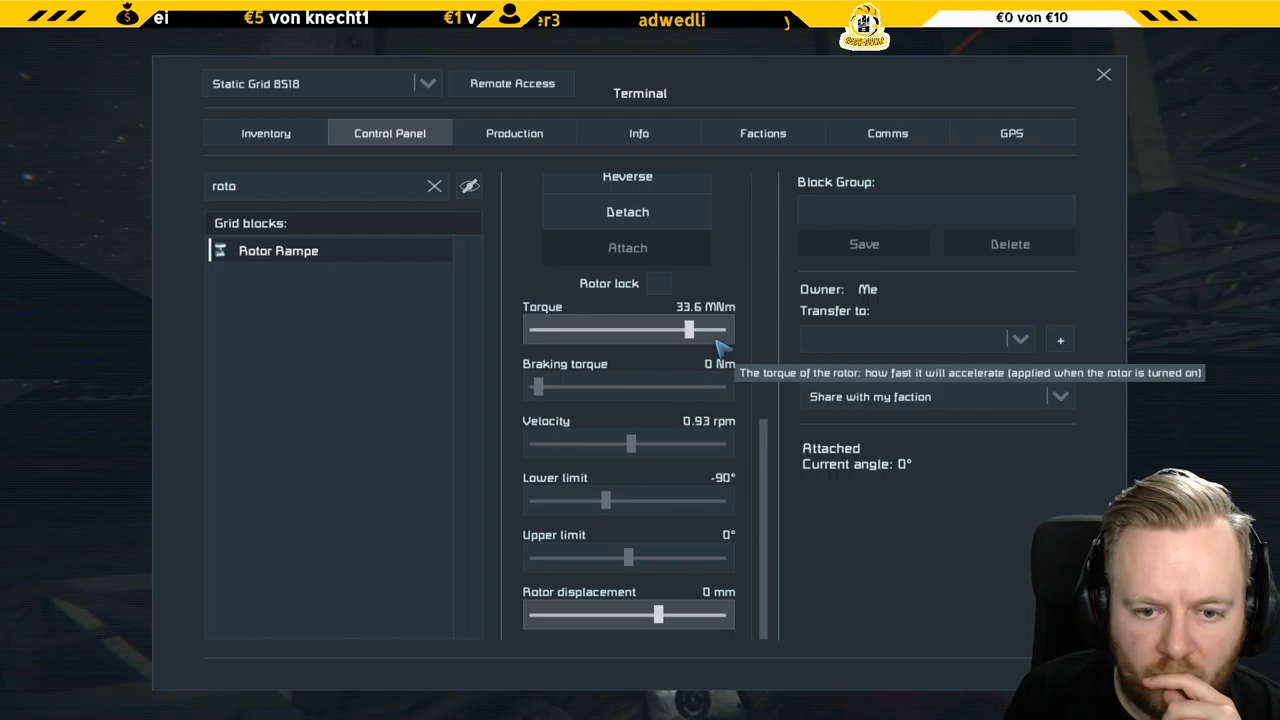 ei €5 von knecht1 €1 v er3 adwedli €0 von €10
Static Grid 8518 Remote Access
Terminal
Inventory Control Panel Production Info Factions Comms GPS
roto
Grid blocks:
Rotor Rampe
Reverse
Detach
Attach
Rotor lock
Torque 33.6 MNm
Braking torque 0 Nm
Velocity 0.93 rpm
Lower limit -90°
Upper limit 0°
Rotor displacement 0 mm
The torque of the rotor: how fast it will accelerate (applied when the rotor is turned on)
Block Group:
Save Delete
Owner: Me
Transfer to:
+
Share with my faction
Attached
Current angle: 0°